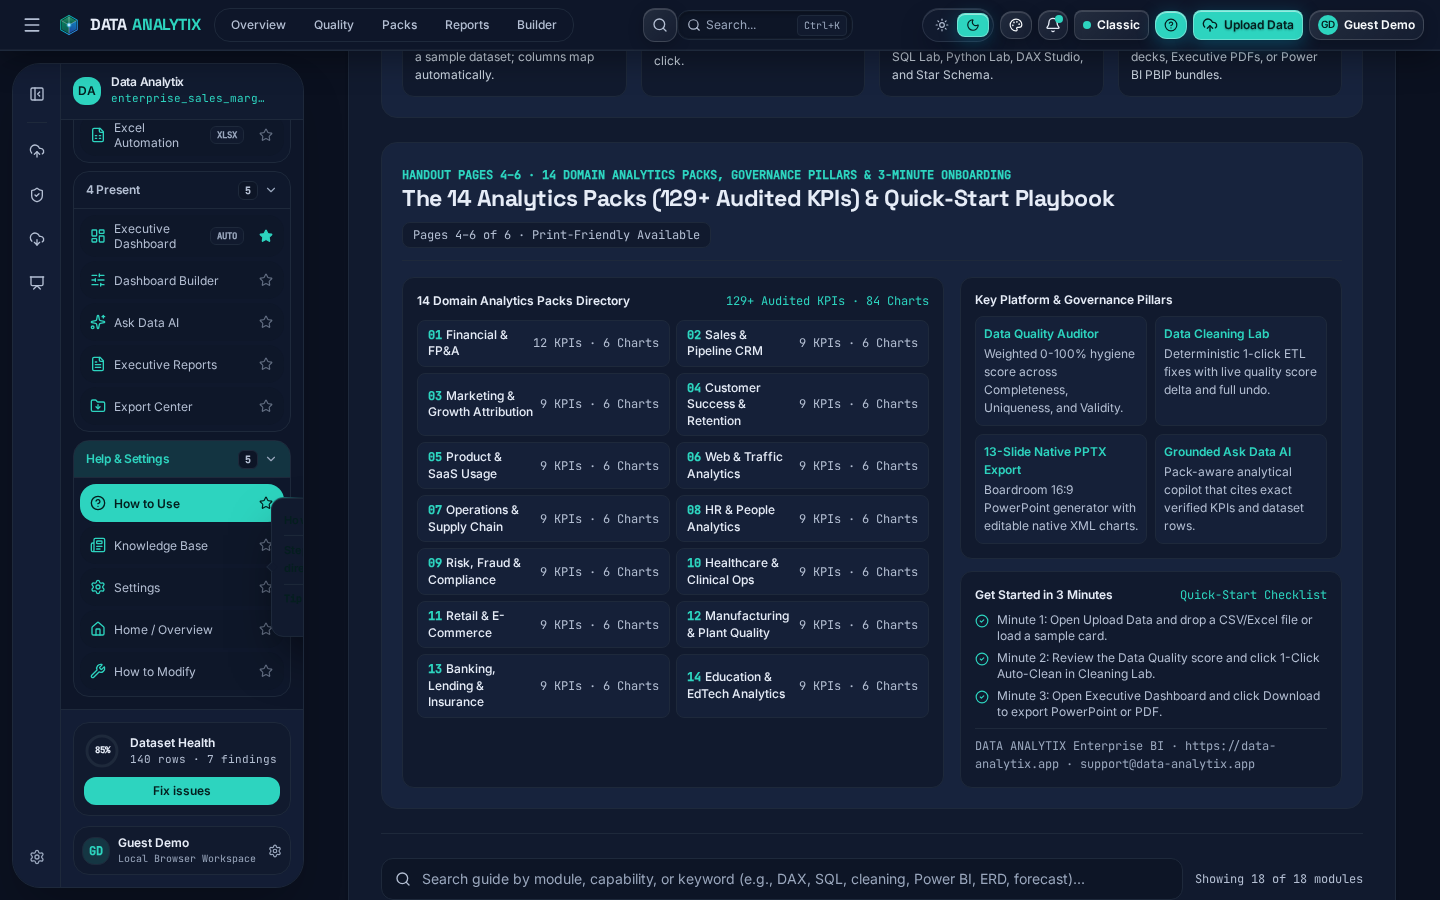 DATA ANALYTIX
Overview
Quality
Packs
Reports
Builder
Search...
Ctrl+K
Classic
Upload Data
GD
Guest Demo
DA
Data Analytix
enterprise_sales_marg…
Excel
Automation
XLSX
4 Present
5
Executive
Dashboard
AUTO
Dashboard Builder
Ask Data AI
Executive Reports
Export Center
Help & Settings
5
How to Use
Knowledge Base
Settings
Home / Overview
How to Modify
85%
Dataset Health
140 rows · 7 findings
Fix issues
GD
Guest Demo
Local Browser Workspace
a sample dataset; columns map
automatically.
click.
SQL Lab, Python Lab, DAX Studio,
and Star Schema.
decks, Executive PDFs, or Power
BI PBIP bundles.
HANDOUT PAGES 4–6 · 14 DOMAIN ANALYTICS PACKS, GOVERNANCE PILLARS & 3-MINUTE ONBOARDING
The 14 Analytics Packs (129+ Audited KPIs) & Quick-Start Playbook
Pages 4–6 of 6 · Print-Friendly Available
14 Domain Analytics Packs Directory
129+ Audited KPIs · 84 Charts
01 Financial &
FP&A
12 KPIs · 6 Charts
02 Sales &
Pipeline CRM
9 KPIs · 6 Charts
03 Marketing &
Growth Attribution
9 KPIs · 6 Charts
04 Customer
Success &
Retention
9 KPIs · 6 Charts
05 Product &
SaaS Usage
9 KPIs · 6 Charts
06 Web & Traffic
Analytics
9 KPIs · 6 Charts
07 Operations &
Supply Chain
9 KPIs · 6 Charts
08 HR & People
Analytics
9 KPIs · 6 Charts
09 Risk, Fraud &
Compliance
9 KPIs · 6 Charts
10 Healthcare &
Clinical Ops
9 KPIs · 6 Charts
11 Retail & E-
Commerce
9 KPIs · 6 Charts
12 Manufacturing
& Plant Quality
9 KPIs · 6 Charts
13 Banking,
Lending &
Insurance
9 KPIs · 6 Charts
14 Education &
EdTech Analytics
9 KPIs · 6 Charts
Key Platform & Governance Pillars
Data Quality Auditor
Weighted 0-100% hygiene
score across
Completeness,
Uniqueness, and Validity.
Data Cleaning Lab
Deterministic 1-click ETL
fixes with live quality score
delta and full undo.
13-Slide Native PPTX
Export
Boardroom 16:9
PowerPoint generator with
editable native XML charts.
Grounded Ask Data AI
Pack-aware analytical
copilot that cites exact
verified KPIs and dataset
rows.
Get Started in 3 Minutes
Quick-Start Checklist
Minute 1: Open Upload Data and drop a CSV/Excel file or
load a sample card.
Minute 2: Review the Data Quality score and click 1-Click
Auto-Clean in Cleaning Lab.
Minute 3: Open Executive Dashboard and click Download
to export PowerPoint or PDF.
DATA ANALYTIX Enterprise BI · https://data-
analytix.app · support@data-analytix.app
Search guide by module, capability, or keyword (e.g., DAX, SQL, cleaning, Power BI, ERD, forecast)...
Showing 18 of 18 modules